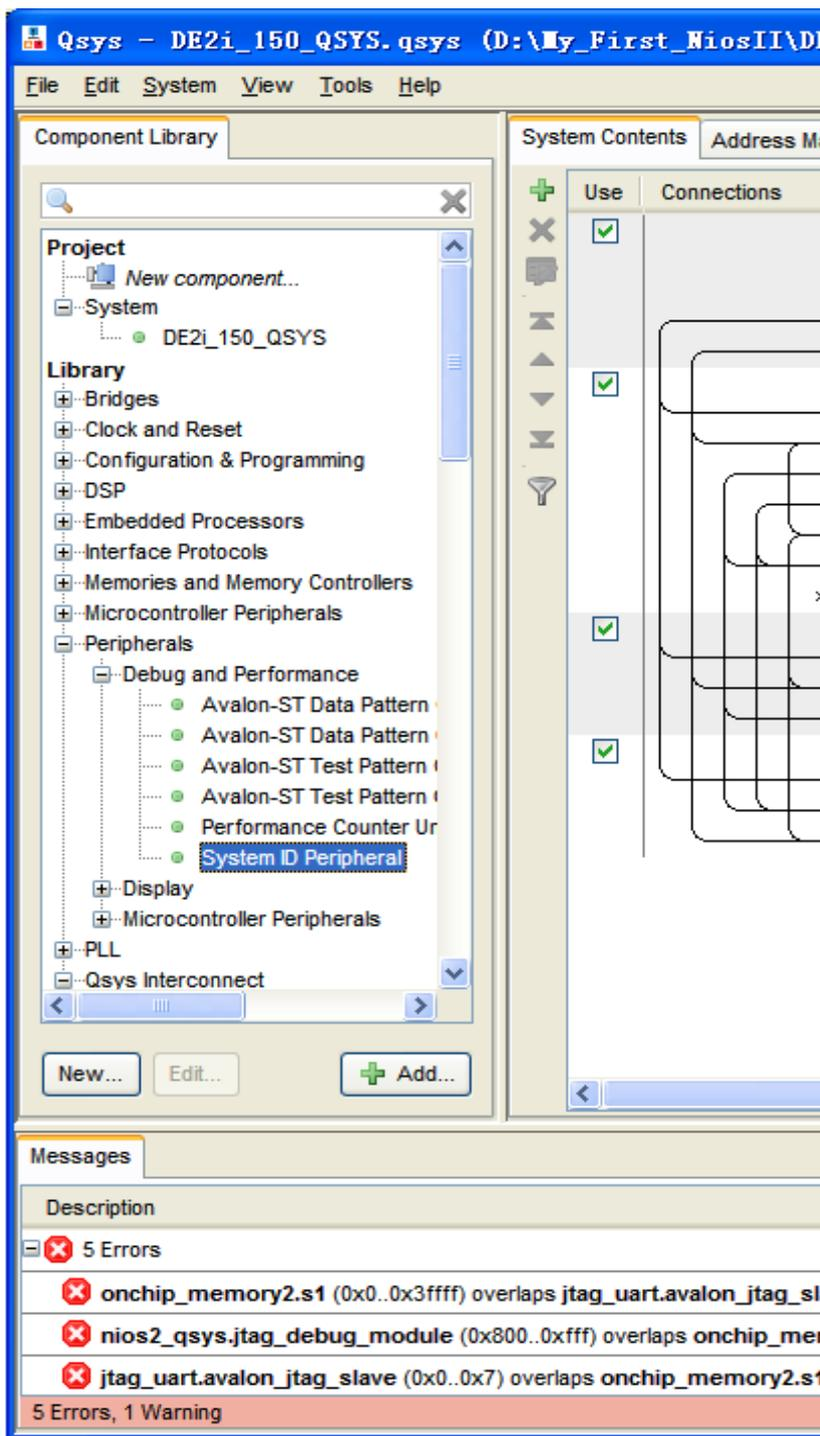 Qsys - DE2i_150_QSYS.qsys (D:\My_First_NiosII\
File Edit System View Tools Help
Component Library
System Contents Address
Use Connections
Project
New component...
System
DE2i_150_QSYS
Library
Bridges
Clock and Reset
Configuration & Programming
DSP
Embedded Processors
Interface Protocols
Memories and Memory Controllers
Microcontroller Peripherals
Peripherals
Debug and Performance
Avalon-ST Data Pattern
Avalon-ST Data Pattern
Avalon-ST Test Pattern
Avalon-ST Test Pattern
Performance Counter
System ID Peripheral
Display
Microcontroller Peripherals
PLL
Qsys Interconnect
New... Edit... Add...
Messages
Description
5 Errors
onchip_memory2.s1 (0x0..0x3ffff) overlaps jtag_uart.avalon_jtag_sl
nios2_qsys.jtag_debug_module (0x800..0xfff) overlaps onchip_me
jtag_uart.avalon_jtag_slave (0x0..0x7) overlaps onchip_memory2.s1
5 Errors, 1 Warning